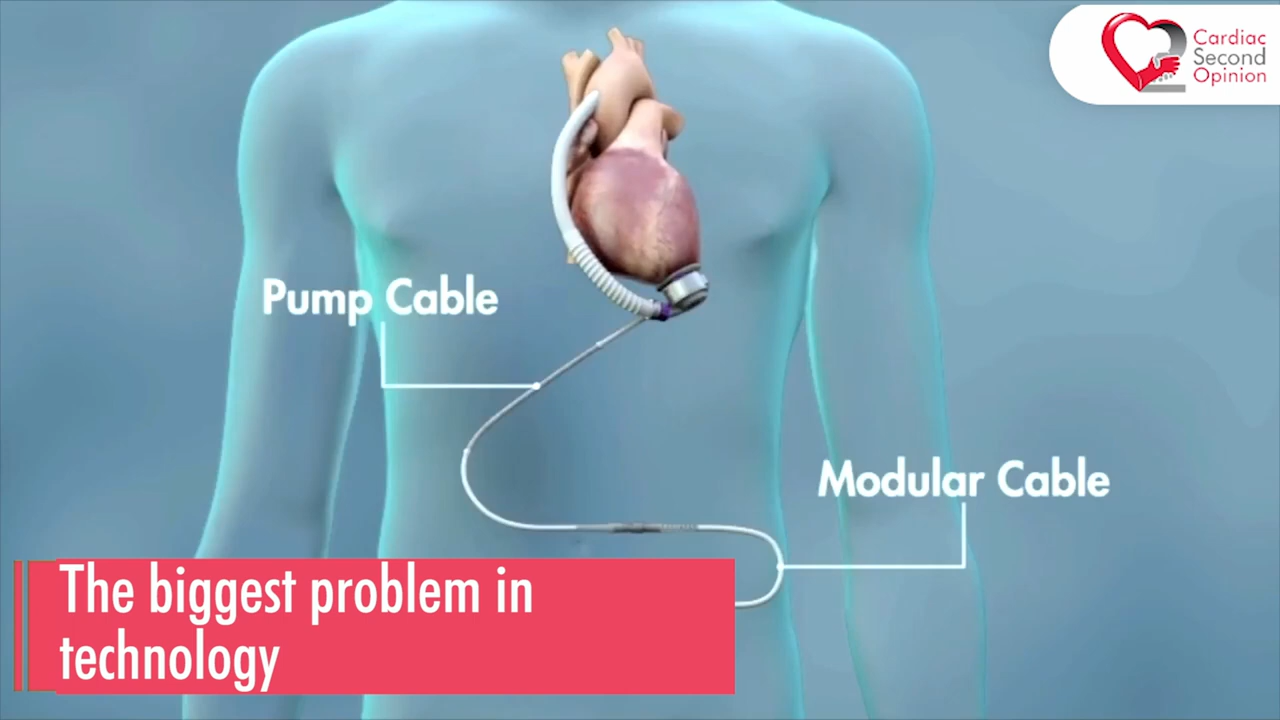 Cardiac
Second
Opinion
Pump Cable
Modular Cable
The biggest problem in
technology